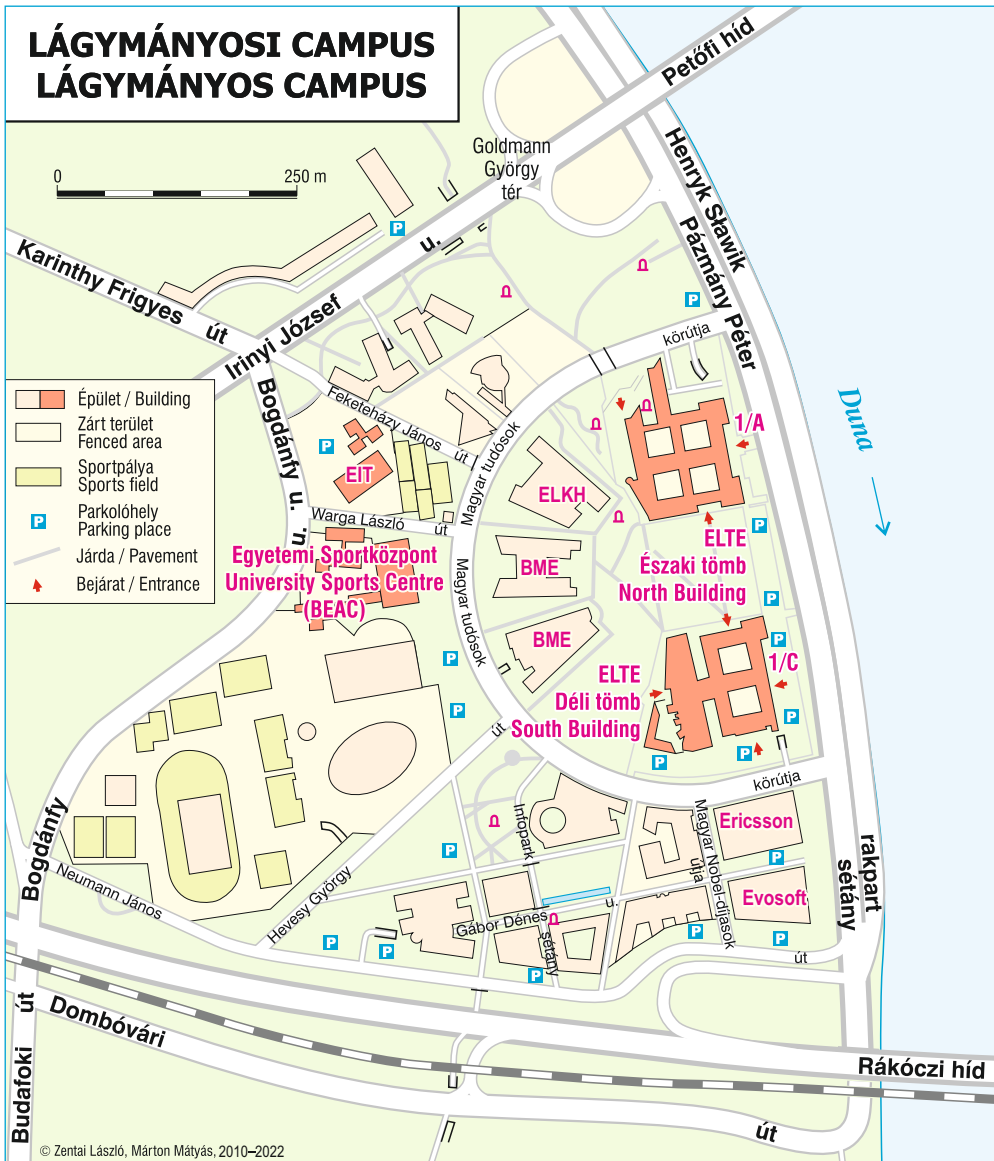 LÁGYMÁNYOSI CAMPUS
LÁGYMÁNYOS CAMPUS
0
250 m
Petőfi híd
Goldmann
György
tér
Henryk Sławik
Pázmány Péter
u.
Karinthy Frigyes út
Irinyi József
körútja
P
P
Épület / Building
Zárt terület
Fenced area
Sportpálya
Sports field
P
Parkolóhely
Parking place
Járda / Pavement
Bejárat / Entrance
Bogdánfy u.
Feketeházy János út
P
EIT
Magyar tudósok
ELKH
1/A
Duna
Warga László út
n.
Egyetemi Sportközpont
University Sports Centre
(BEAC)
Magyar tudósok
BME
BME
P
ELTE
Északi tömb
North Building
P
P
1/C
ELTE
Déli tömb
South Building
P
P
P
P
P
út
körútja
Infopark
sétány
Magyar Nobel-díjasok
útja
Ericsson
P
Evosoft
P
rakpart
sétány
Bogdánfy
Neumann János
Hevesy György
P
Gábor Dénes
u.
P
P
P
P
út
Budafoki út
Dombóvári
út
Rákóczi híd
© Zentai László, Márton Mátyás, 2010–2022